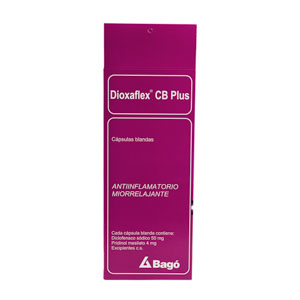 Dioxaflex® CB Plus
Cápsulas blandas
ANTIINFLAMATORIO
MIORRELAJANTE
Cada cápsula blanda contiene:
Diclofenaco sódico 50 mg
Pridinol mesilato 4 mg
Excipientes c.s.
Bagó